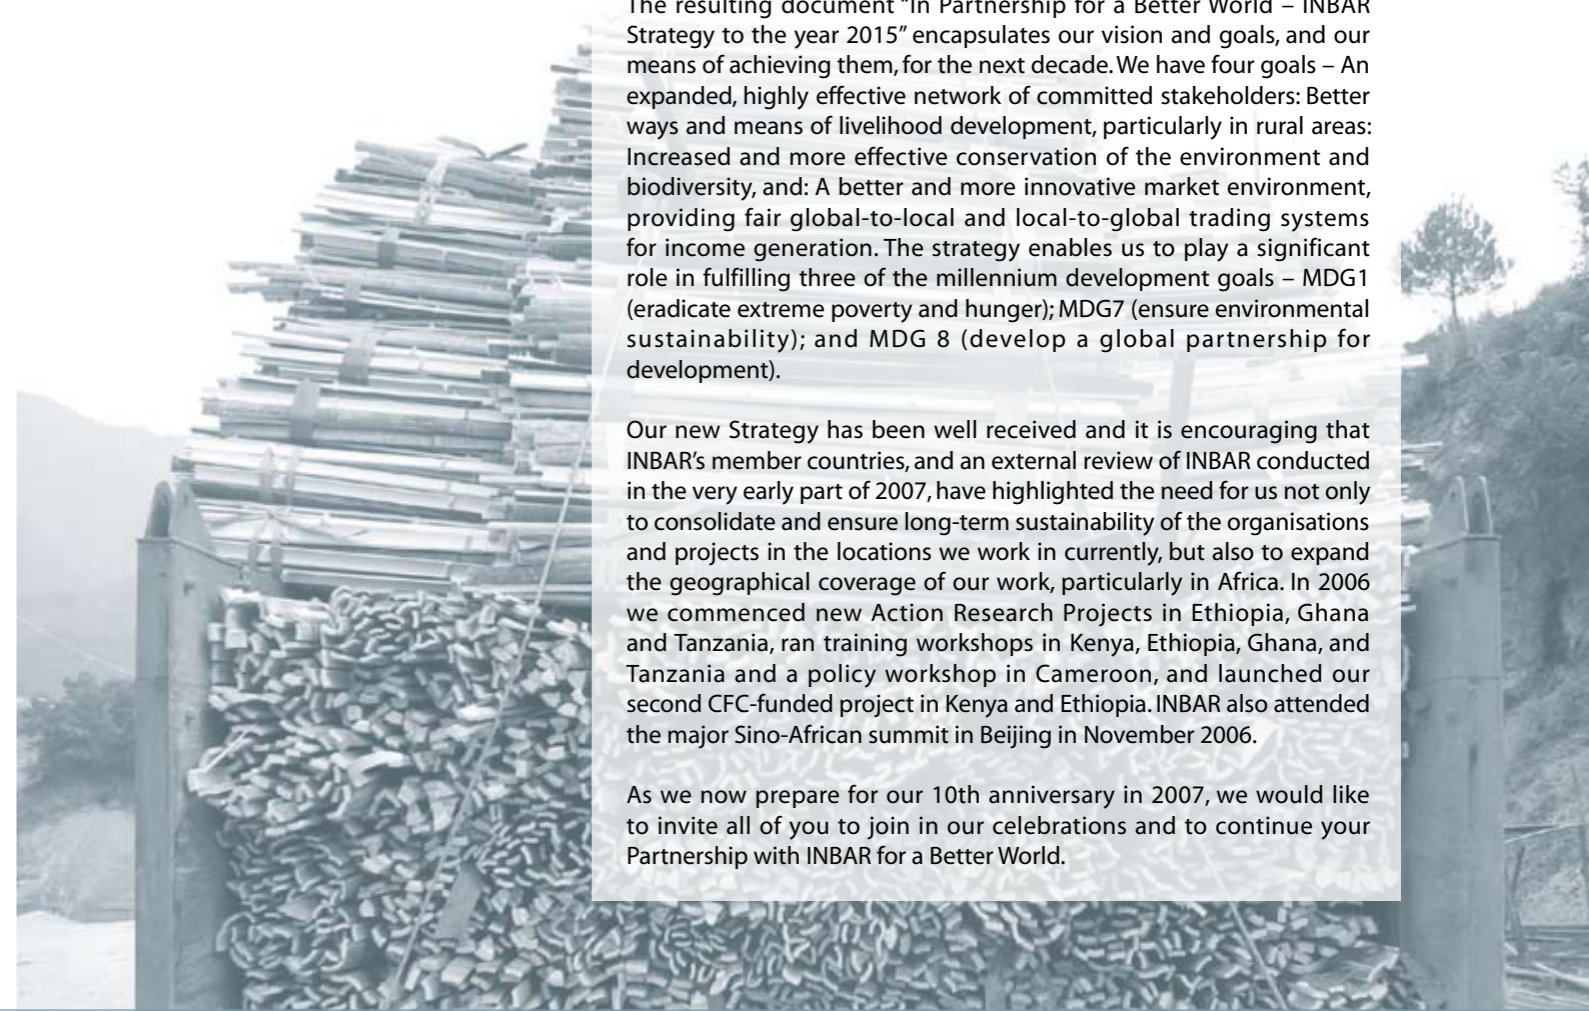 The resulting document “In Partnership for a Better World – INBAR
Strategy to the year 2015” encapsulates our vision and goals, and our
means of achieving them, for the next decade. We have four goals – An
expanded, highly effective network of committed stakeholders: Better
ways and means of livelihood development, particularly in rural areas:
Increased and more effective conservation of the environment and
biodiversity, and: A better and more innovative market environment,
providing fair global-to-local and local-to-global trading systems
for income generation. The strategy enables us to play a significant
role in fulfilling three of the millennium development goals – MDG1
(eradicate extreme poverty and hunger); MDG7 (ensure environmental
sustainability); and MDG 8 (develop a global partnership for
development).
Our new Strategy has been well received and it is encouraging that
INBAR’s member countries, and an external review of INBAR conducted
in the very early part of 2007, have highlighted the need for us not only
to consolidate and ensure long-term sustainability of the organisations
and projects in the locations we work in currently, but also to expand
the geographical coverage of our work, particularly in Africa. In 2006
we commenced new Action Research Projects in Ethiopia, Ghana
and Tanzania, ran training workshops in Kenya, Ethiopia, Ghana, and
Tanzania and a policy workshop in Cameroon, and launched our
second CFC-funded project in Kenya and Ethiopia. INBAR also attended
the major Sino-African summit in Beijing in November 2006.
As we now prepare for our 10th anniversary in 2007, we would like
to invite all of you to join in our celebrations and to continue your
Partnership with INBAR for a Better World.